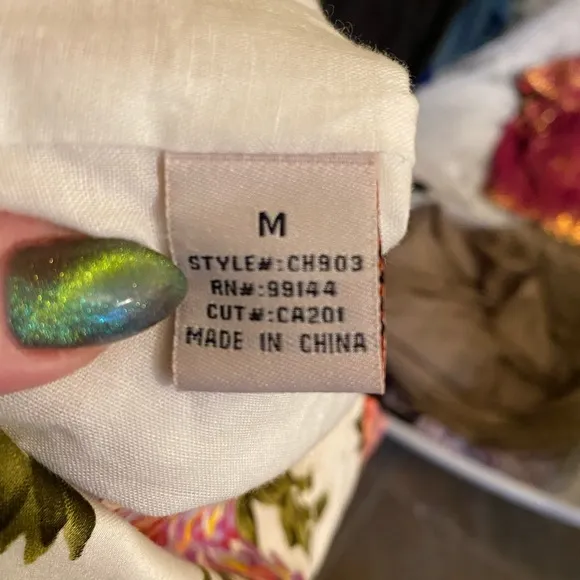 M
STYLE#:CH903
RN#:99144
CUT#:CA201
MADE IN CHINA